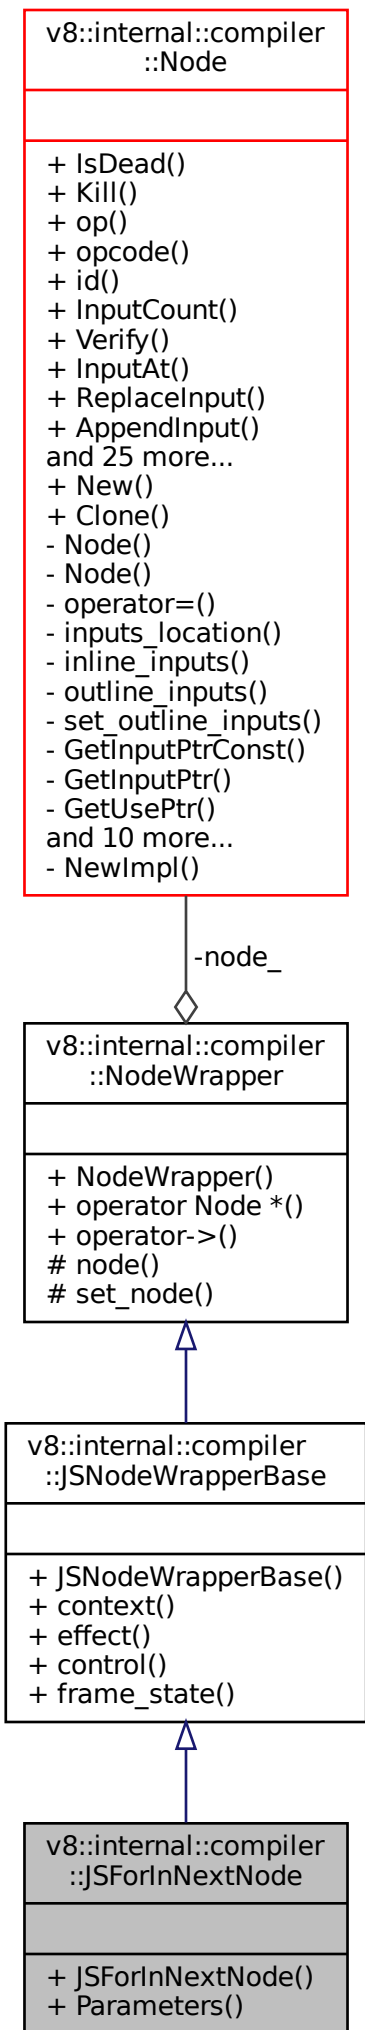 v8::internal::compiler
::Node
+ IsDead()
+ Kill()
+ op()
+ opcode()
+ id()
+ InputCount()
+ Verify()
+ InputAt()
+ ReplaceInput()
+ AppendInput()
and 25 more...
+ New()
+ Clone()
- Node()
- Node()
- operator=()
- inputs_location()
- inline_inputs()
- outline_inputs()
- set_outline_inputs()
- GetInputPtrConst()
- GetInputPtr()
- GetUsePtr()
and 10 more...
- NewImpl()
-node_
v8::internal::compiler
::NodeWrapper
+ NodeWrapper()
+ operator Node *()
+ operator->()
# node()
# set_node()
v8::internal::compiler
::JSNodeWrapperBase
+ JSNodeWrapperBase()
+ context()
+ effect()
+ control()
+ frame_state()
v8::internal::compiler
::JSForInNextNode
+ JSForInNextNode()
+ Parameters()